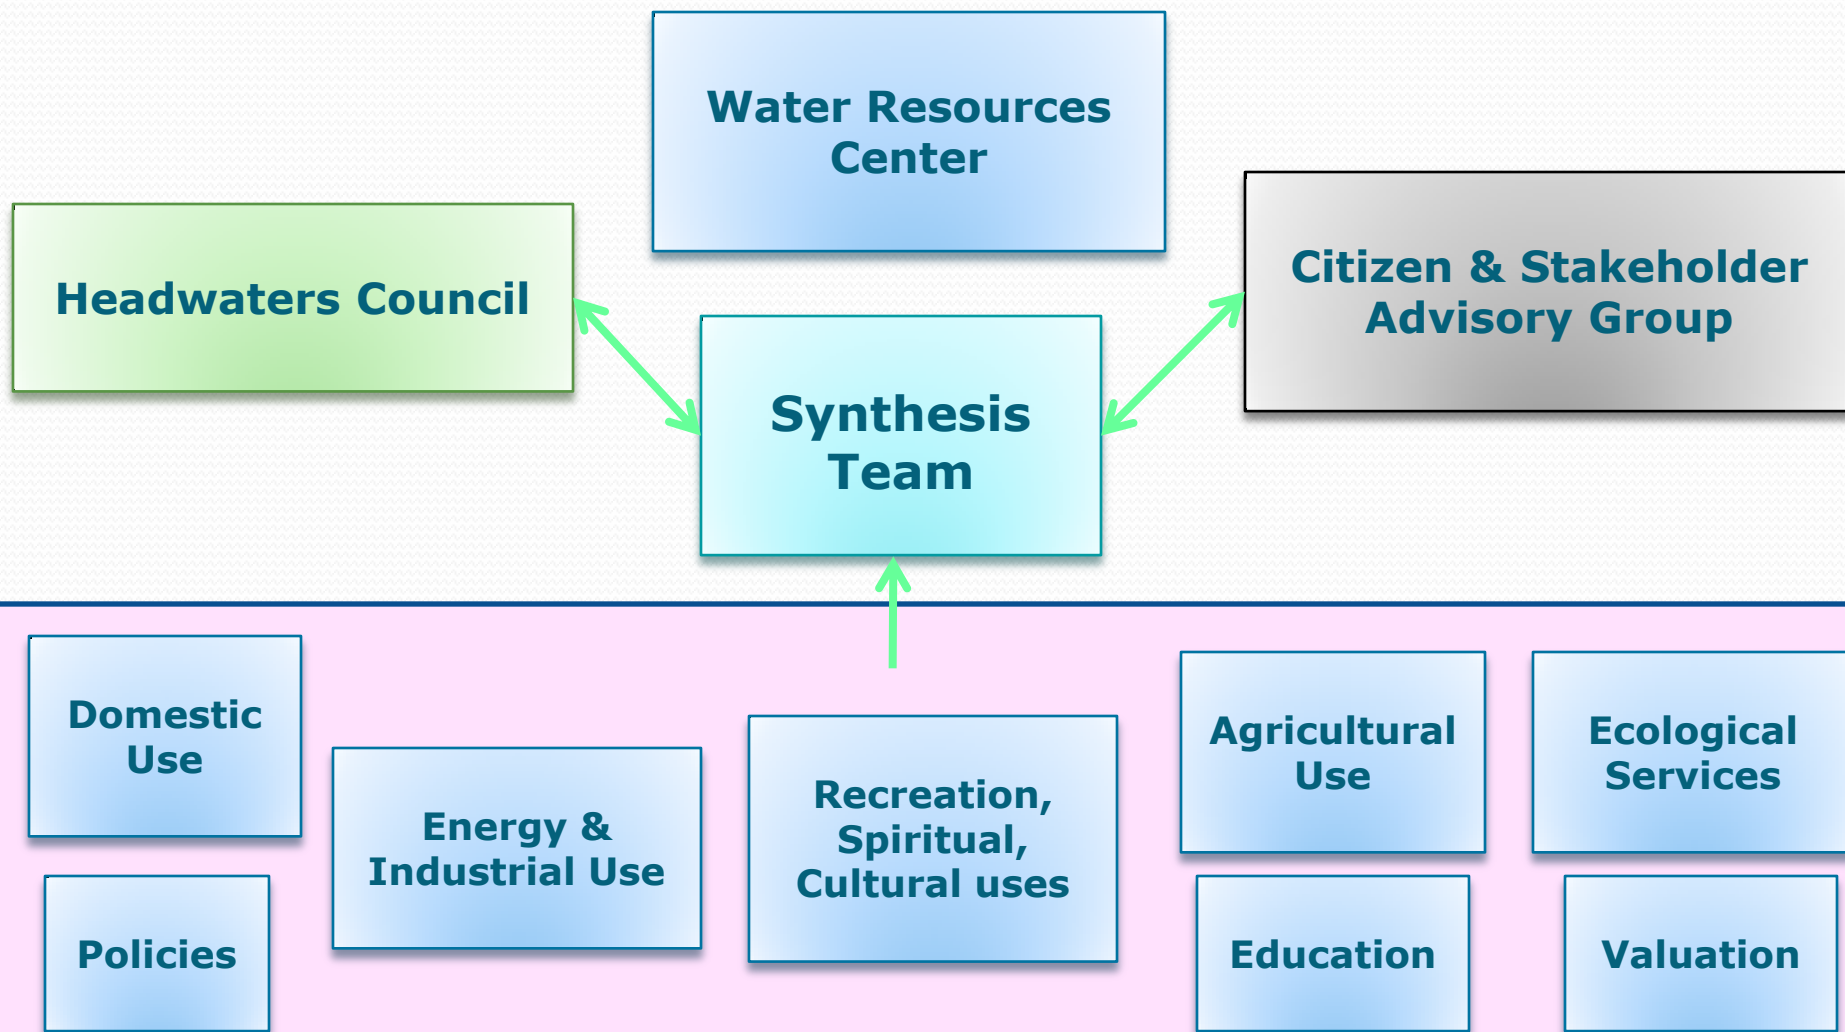 Water Resources
Center
Headwaters Council
Citizen & Stakeholder
Advisory Group
Synthesis
Team
Domestic
Use
Energy &
Industrial Use
Recreation,
Spiritual,
Cultural uses
Agricultural
Use
Ecological
Services
Policies
Education
Valuation